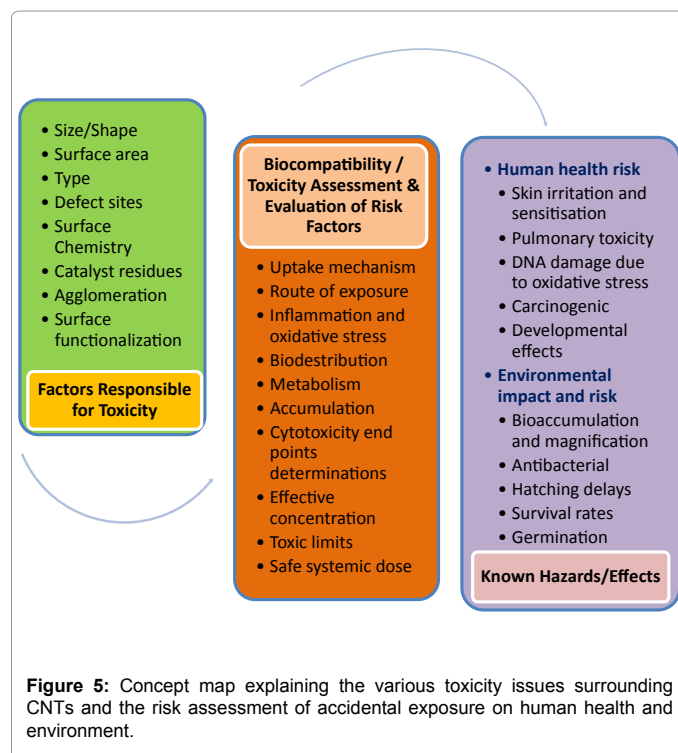 • Size/Shape
• Surface area
• Type
• Defect sites
• Surface
Chemistry
• Catalyst residues
• Agglomeration
• Surface
functionalization
Factors Responsible
for Toxicity
Biocompatibility /
Toxicity Assessment &
Evaluation of Risk
Factors
• Uptake mechanism
• Route of exposure
• Inflammation and
oxidative stress
• Biodestribution
• Metabolism
• Accumulation
• Cytotoxicity end
points
determinations
• Effective
concentration
• Toxic limits
• Safe systemic dose
• Human health risk
• Skin irritation and
sensitisation
• Pulmonary toxicity
• DNA damage due
to oxidative stress
• Carcinogenic
• Developmental
effects
• Environmental
impact and risk
• Bioaccumulation
and magnification
• Antibacterial
• Hatching delays
• Survival rates
• Germination
Known Hazards/Effects
Figure 5: Concept map explaining the various toxicity issues surrounding
CNTs and the risk assessment of accidental exposure on human health and
environment.